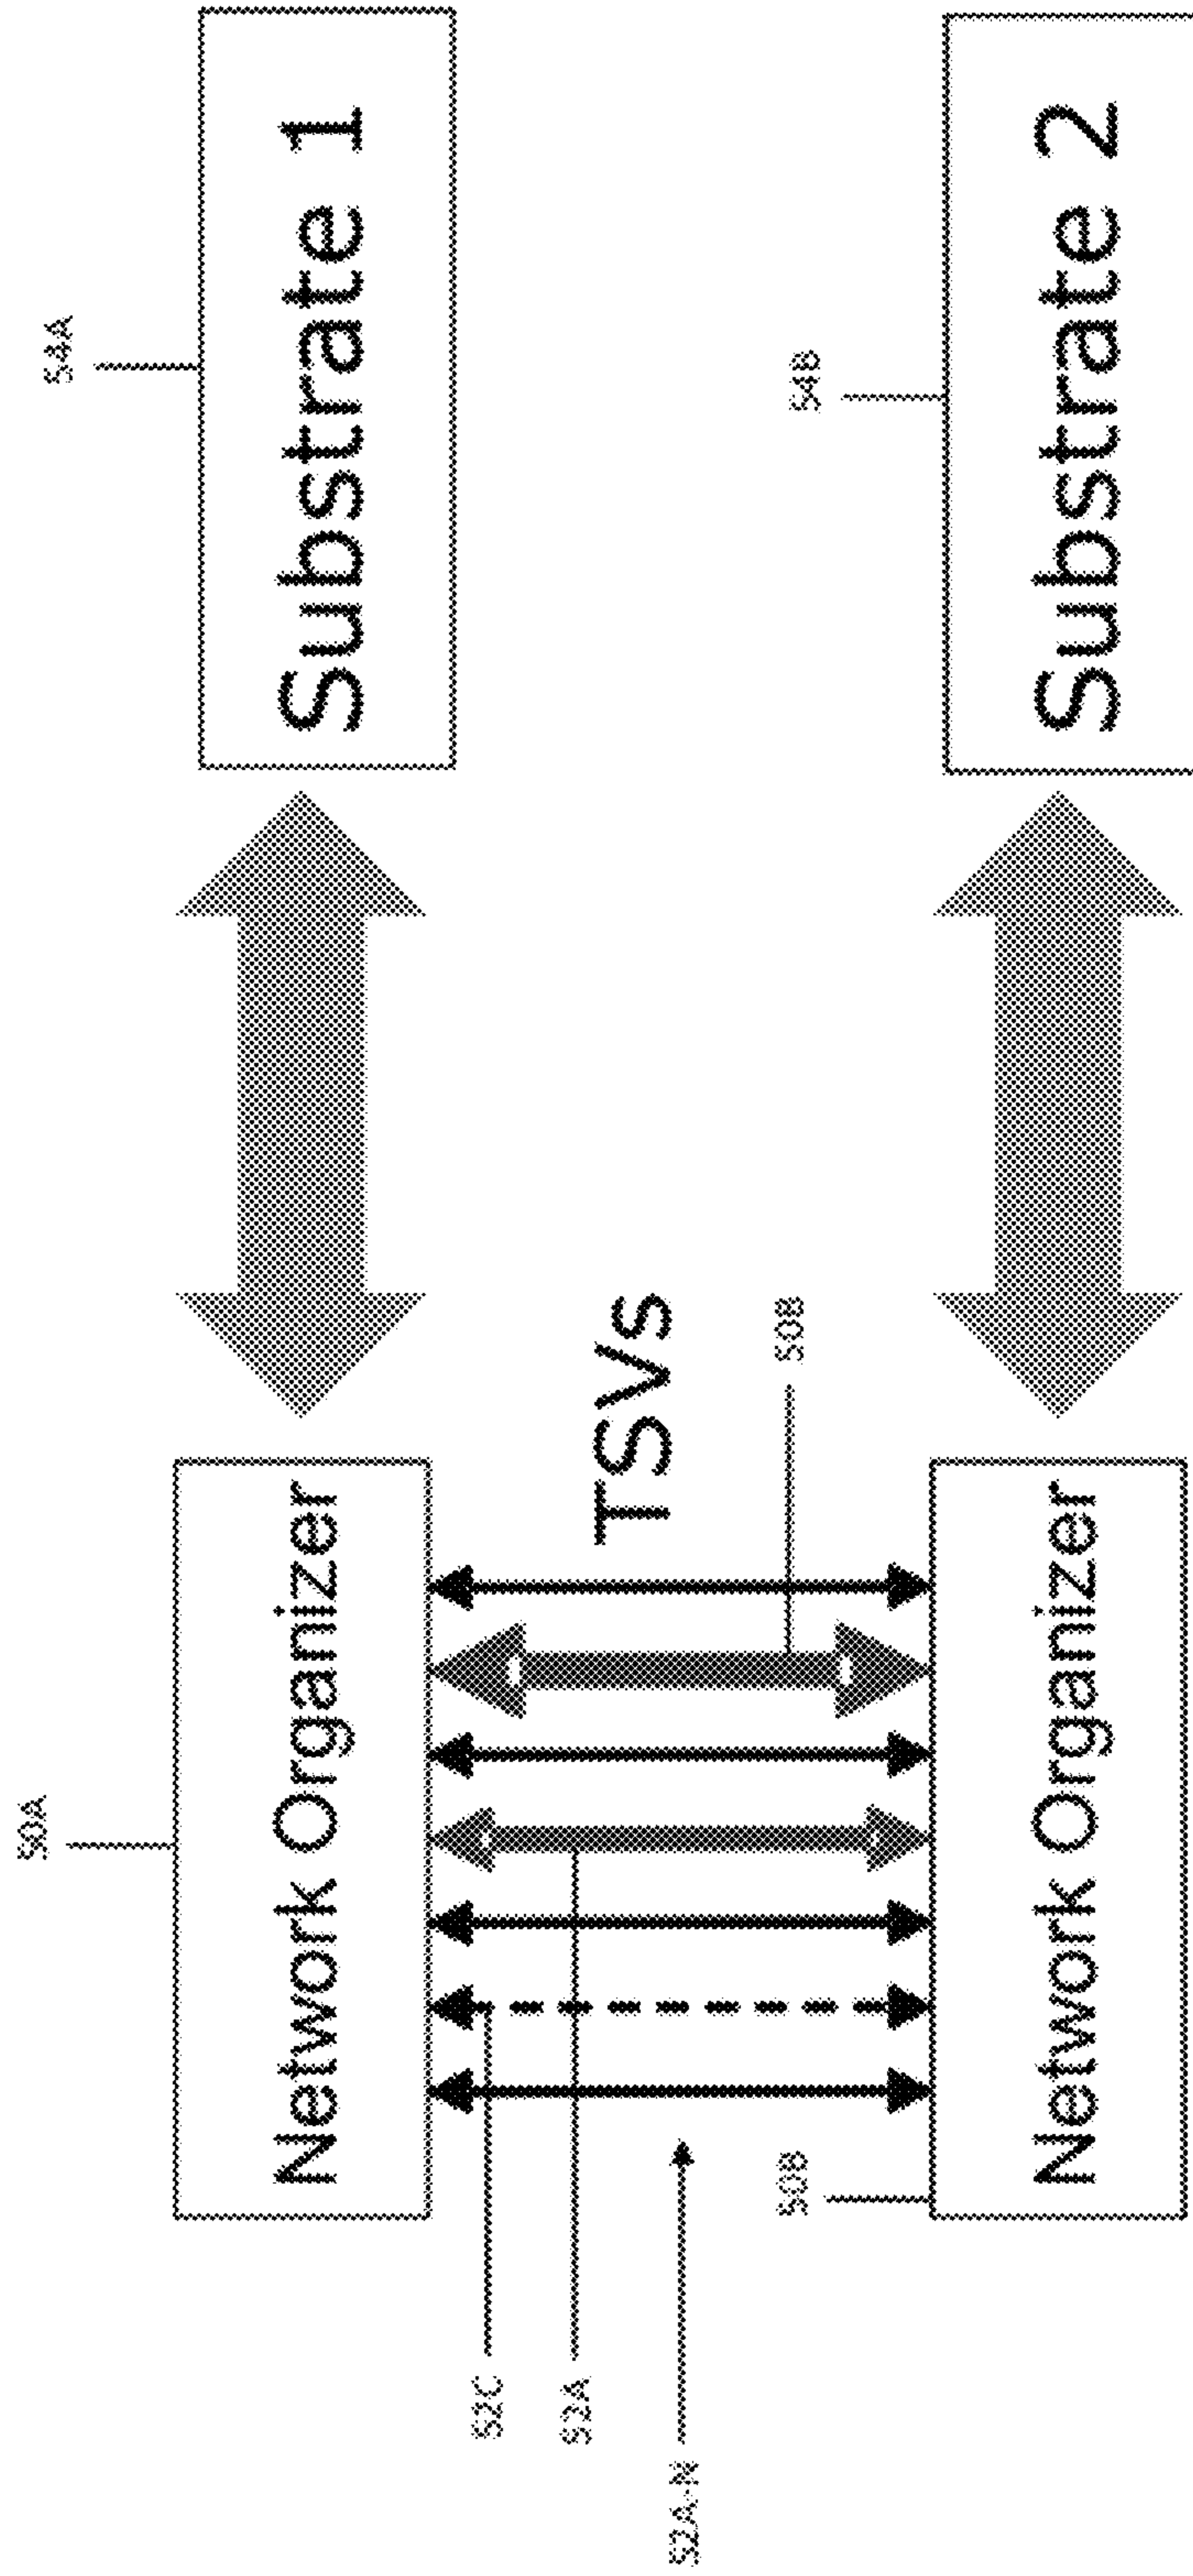 50A
54A
Network Organizer
Substrate 1
52C
52A
TSVs
52A-N
50B
50B
54B
Network Organizer
Substrate 2